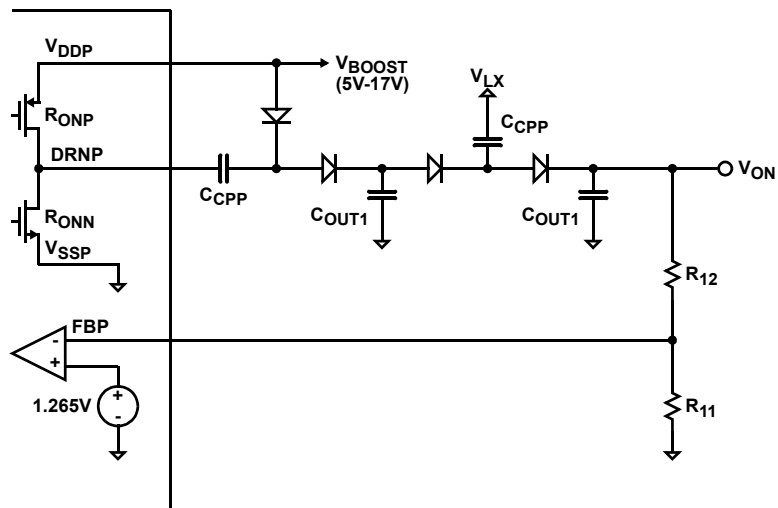 VDDP
VBOOST
(5V-17V)
VLX
RONP
CCPP
DRNP
CCPP
VON
RONN
COUT1
COUT1
VSSP
R12
FBP
-
+
1.265V
+
-
R11